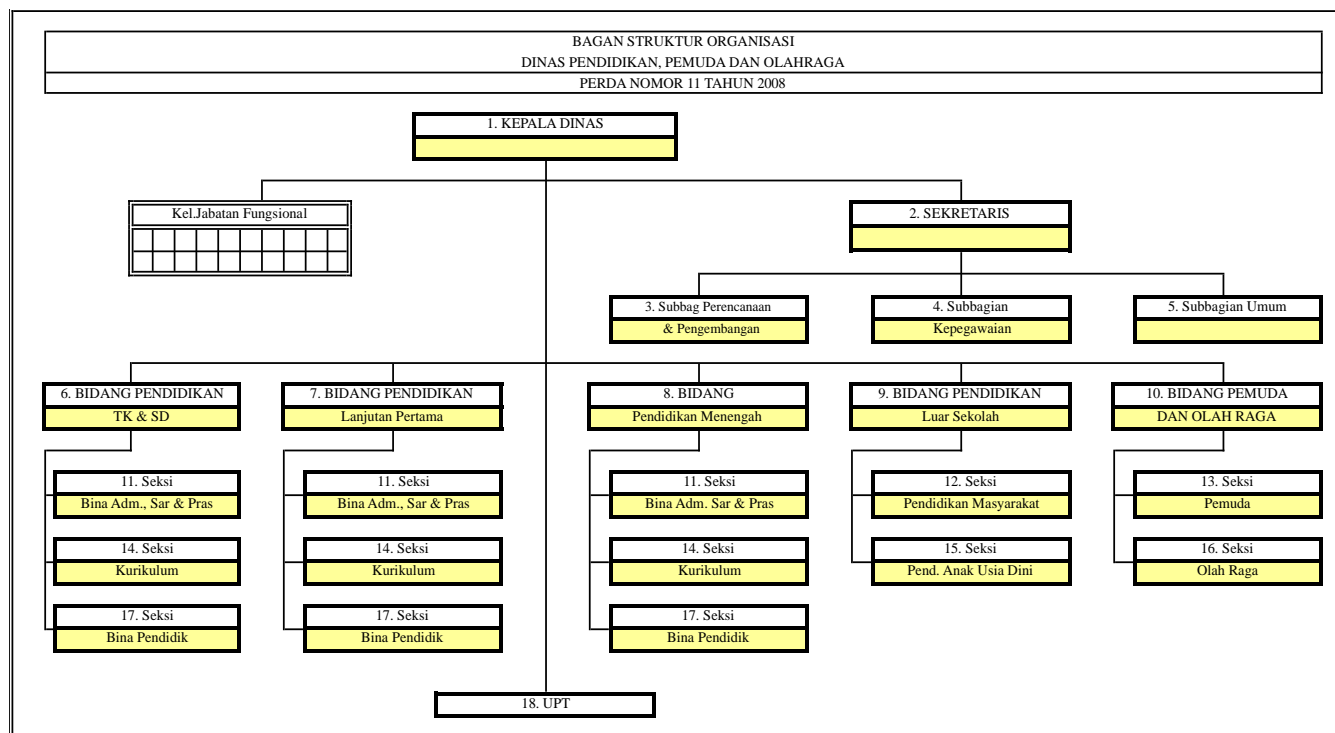 BAGAN STRUKTUR ORGANISASI
DINAS PENDIDIKAN, PEMUDA DAN OLAHRAGA
PERDA NOMOR 11 TAHUN 2008
1. KEPALA DINAS
Kel.Jabatan Fungsional
2. SEKRETARIS
3. Subbag Perencanaan
& Pengembangan
4. Subbagian
Kepegawaian
5. Subbagian Umum
6. BIDANG PENDIDIKAN
TK & SD
7. BIDANG PENDIDIKAN
Lanjutan Pertama
8. BIDANG
Pendidikan Menengah
9. BIDANG PENDIDIKAN
Luar Sekolah
10. BIDANG PEMUDA
DAN OLAH RAGA
11. Seksi
Bina Adm., Sar & Pras
11. Seksi
Bina Adm., Sar & Pras
11. Seksi
Bina Adm. Sar & Pras
12. Seksi
Pendidikan Masyarakat
13. Seksi
Pemuda
14. Seksi
Kurikulum
14. Seksi
Kurikulum
14. Seksi
Kurikulum
15. Seksi
Pend. Anak Usia Dini
16. Seksi
Olah Raga
17. Seksi
Bina Pendidik
17. Seksi
Bina Pendidik
17. Seksi
Bina Pendidik
18. UPT